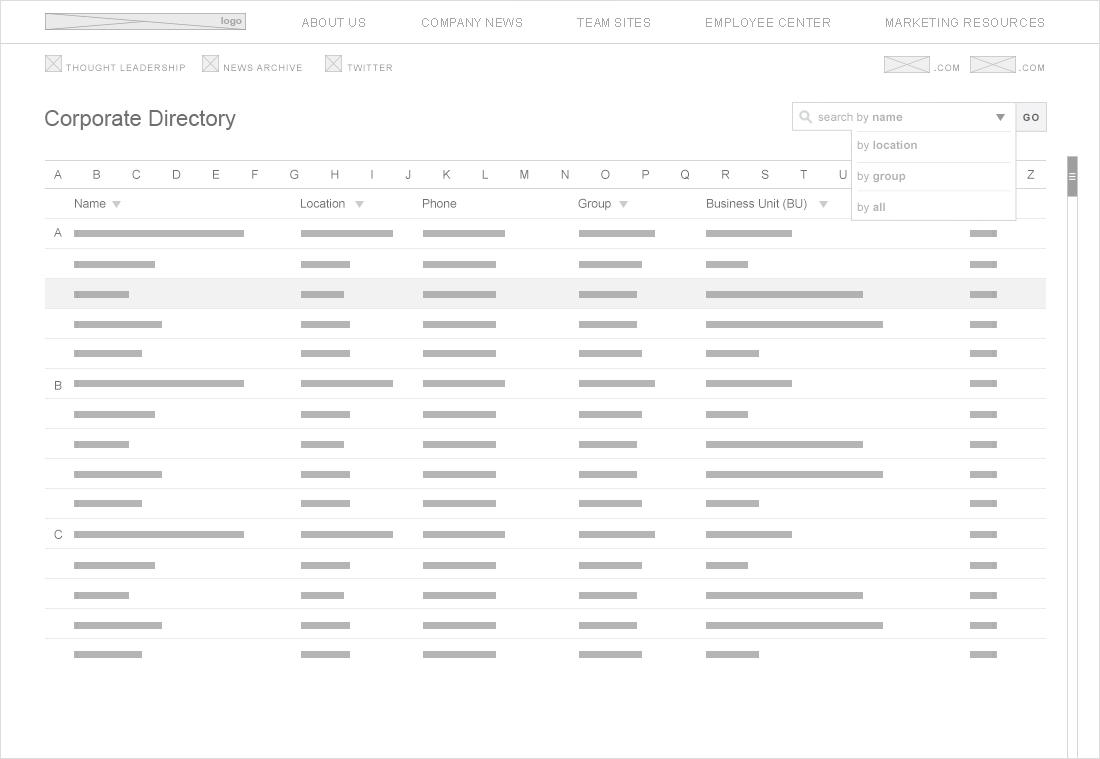 logo ABOUT US COMPANY NEWS TEAM SITES EMPLOYEE CENTER MARKETING RESOURCES
THOUGHT LEADERSHIP NEWS ARCHIVE TWITTER .COM .COM
Corporate Directory
search by name GO
by location
by group
by all
A B C D E F G H I J K L M N O P Q R S T U Z
Name Location Phone Group Business Unit (BU)
A
B
C